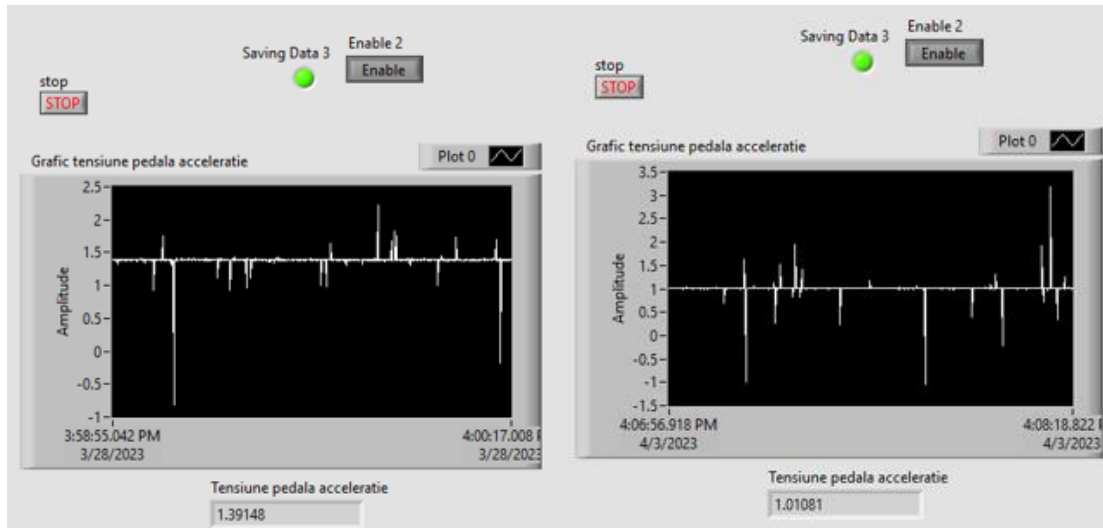 Saving Data 3
Enable 2
Enable
stop
STOP
Grafic tensiune pedala acceleratie
Plot 0
Amplitude
2.5
2
1.5
1
0.5
0
-0.5
-1
3:58:55.042 PM
3/28/2023
4:00:17.008
3/28/2023
Tensiune pedala acceleratie
1.39148
Saving Data 3
Enable 2
Enable
stop
STOP
Grafic tensiune pedala acceleratie
Plot 0
Amplitude
3.5
3
2.5
2
1.5
1
0.5
0
-0.5
-1
-1.5
4:06:56.918 PM
4/3/2023
4:08:18.822
4/3/2023
Tensiune pedala acceleratie
1.01081